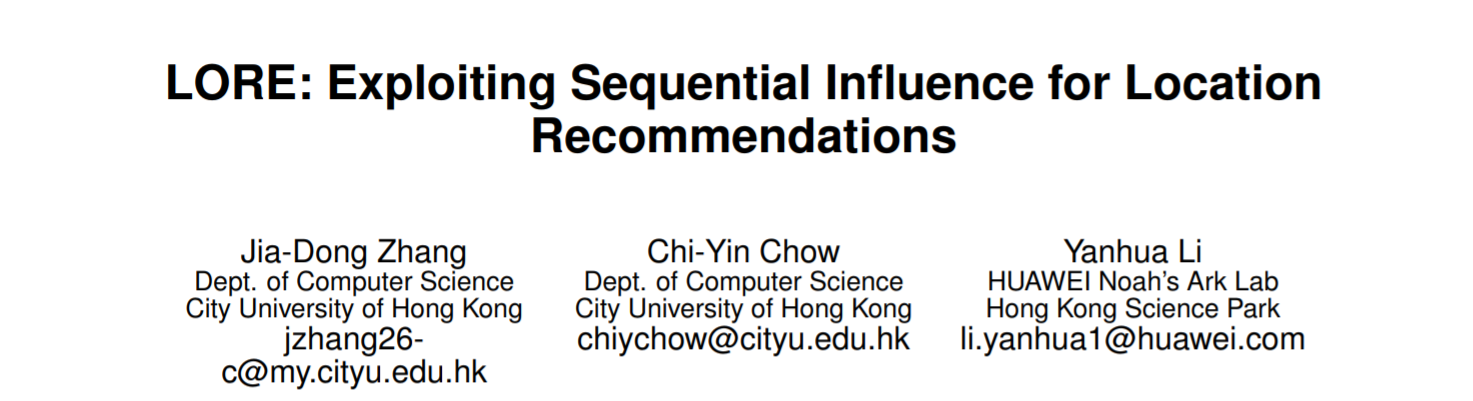 LORE: Exploiting Sequential Influence for Location
Recommendations
Jia-Dong Zhang
Dept. of Computer Science
City University of Hong Kong
jzhang26-
c@my.cityu.edu.hk
Chi-Yin Chow
Dept. of Computer Science
City University of Hong Kong
chiychow@cityu.edu.hk
Yanhua Li
HUAWEI Noah's Ark Lab
Hong Kong Science Park
li.yanhua1@huawei.com